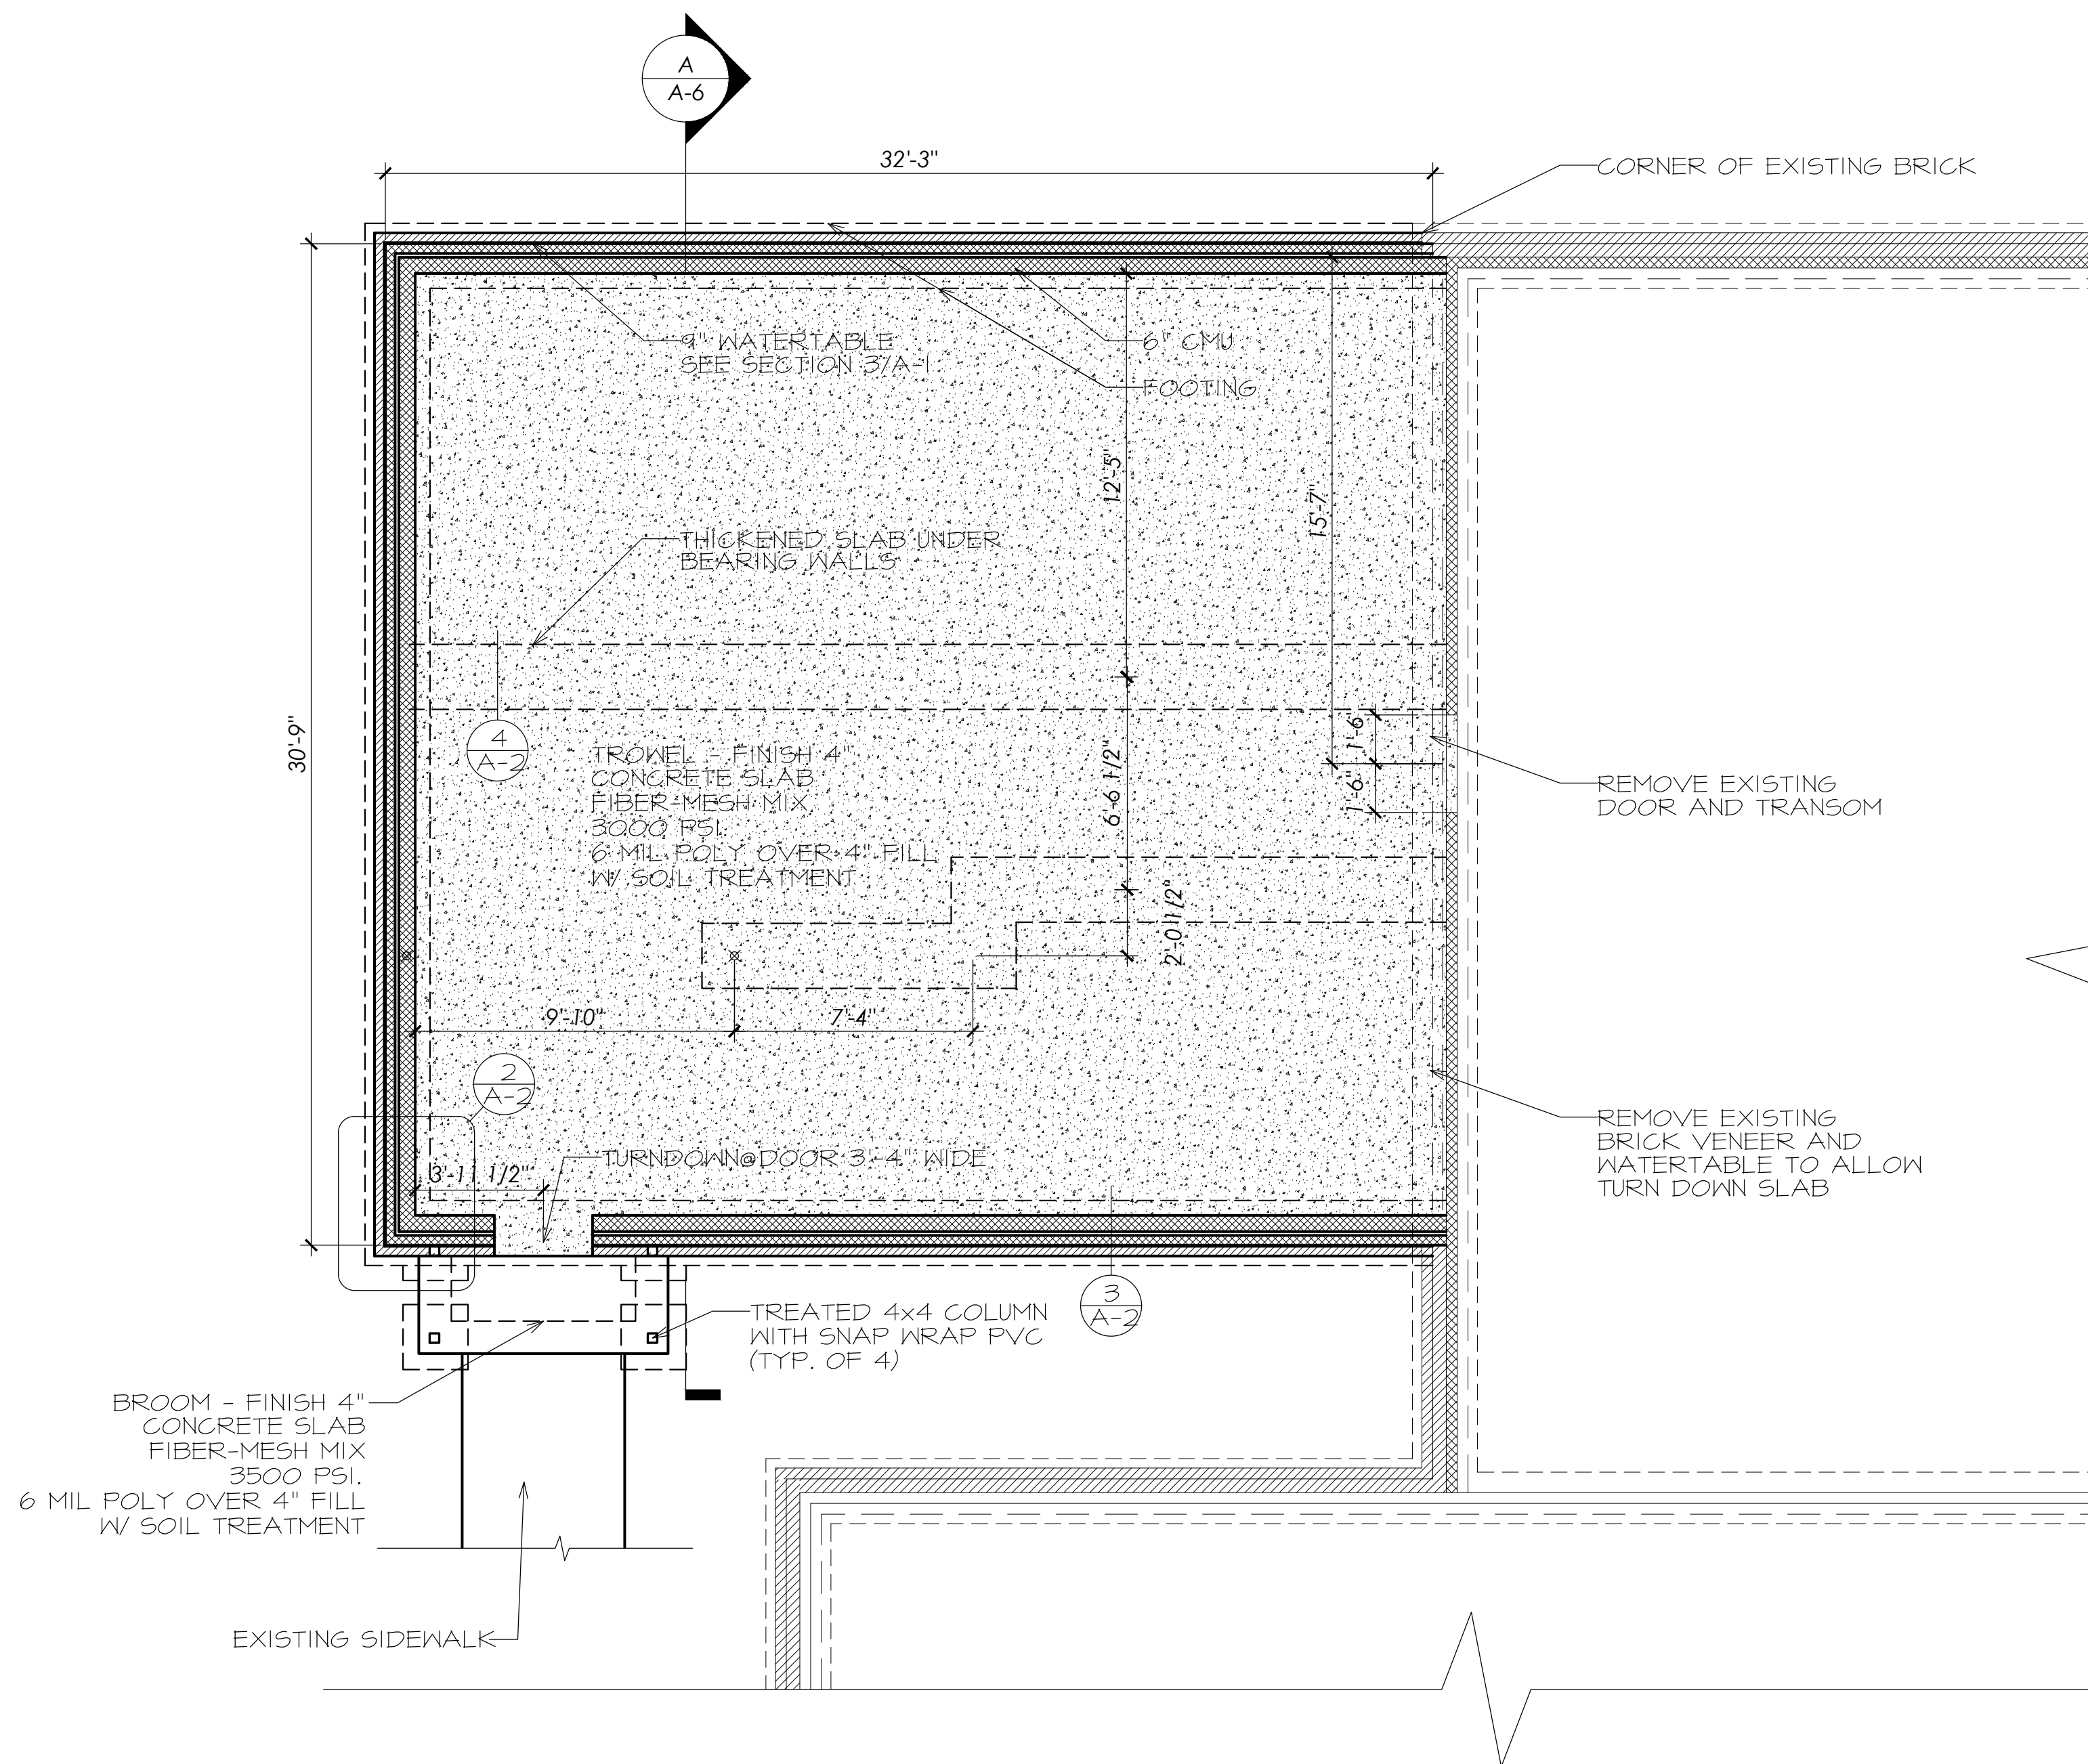 A
A-6
32'-3"
CORNER OF EXISTING BRICK
9" WATERTABLE
SEE SECTION 3/A-1
6" CMU
FOOTING
12'-5"
15'-7"
THICKENED SLAB UNDER
BEARING WALLS
30'-9"
4
A-2
TROWEL - FINISH 4"
CONCRETE SLAB
FIBER-MESH MIX
3000 PSI.
6 MIL POLY OVER 4" FILL
W/ SOIL TREATMENT
6'-6 1/2"
1'-6"
1'-6"
REMOVE EXISTING
DOOR AND TRANSOM
2'-0 1/2"
9'-10"
7'-4"
2
A-2
TURNDOWN@DOOR 3'-4" WIDE
3'-11 1/2"
REMOVE EXISTING
BRICK VENEER AND
WATERTABLE TO ALLOW
TURN DOWN SLAB
3
A-2
TREATED 4x4 COLUMN
WITH SNAP WRAP PVC
(TYP. OF 4)
BROOM - FINISH 4"
CONCRETE SLAB
FIBER-MESH MIX
3500 PSI.
6 MIL POLY OVER 4" FILL
W/ SOIL TREATMENT
EXISTING SIDEWALK